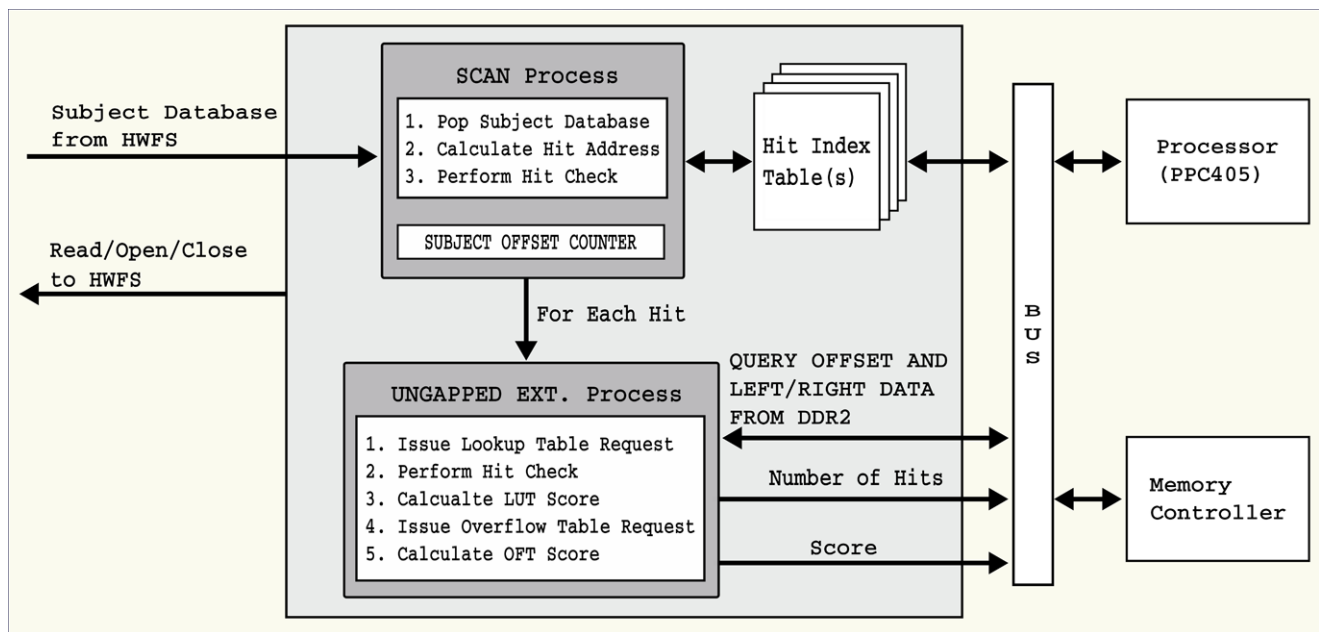 Subject Database
from HWFS
Read/Open/Close
to HWFS
SCAN Process
1. Pop Subject Database
2. Calculate Hit Address
3. Perform Hit Check
SUBJECT OFFSET COUNTER
Hit Index
Table(s)
For Each Hit
UNGAPPED EXT. Process
1. Issue Lookup Table Request
2. Perform Hit Check
3. Calcualte LUT Score
4. Issue Overflow Table Request
5. Calculate OFT Score
QUERY OFFSET AND
LEFT/RIGHT DATA
FROM DDR2
Number of Hits
Score
BUS
Processor
(PPC405)
Memory
Controller